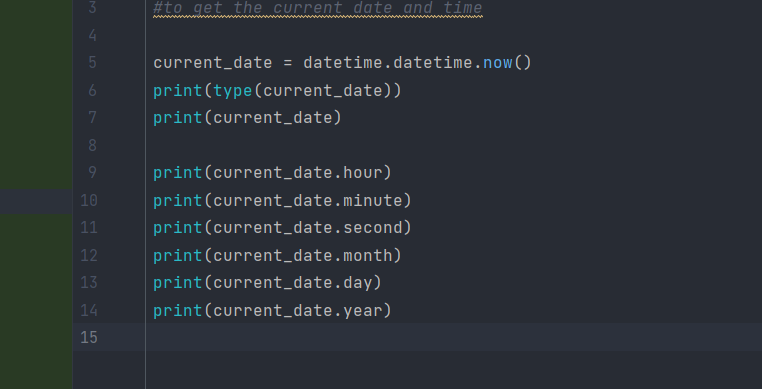 3 #to get the current date and time
4
5 current_date = datetime.datetime.now()
6 print(type(current_date))
7 print(current_date)
8
9 print(current_date.hour)
10 print(current_date.minute)
11 print(current_date.second)
12 print(current_date.month)
13 print(current_date.day)
14 print(current_date.year)
15